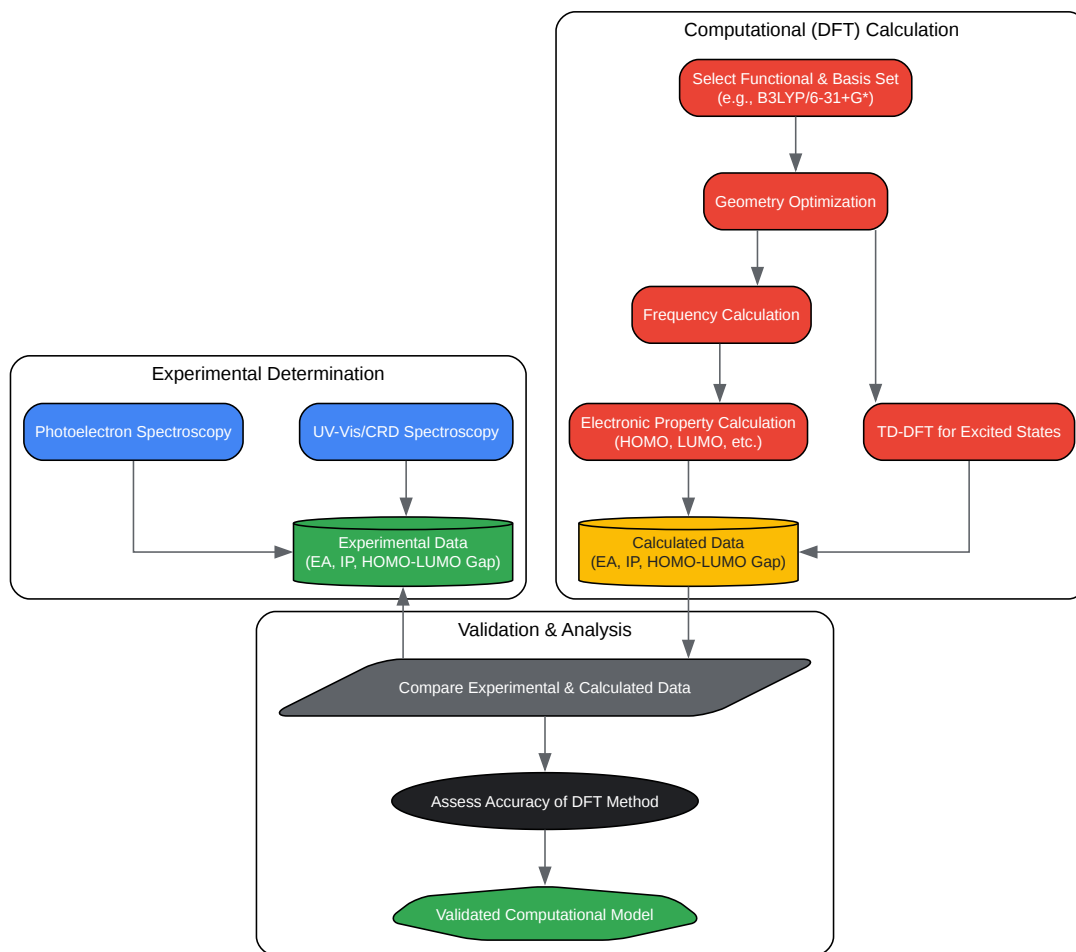 Computational (DFT) Calculation
Select Functional & Basis Set
(e.g., B3LYP/6-31+G*)
Geometry Optimization
Frequency Calculation
Electronic Property Calculation
(HOMO, LUMO, etc.)
TD-DFT for Excited States
Calculated Data
(EA, IP, HOMO-LUMO Gap)
Experimental Determination
Photoelectron Spectroscopy
UV-Vis/CRD Spectroscopy
Experimental Data
(EA, IP, HOMO-LUMO Gap)
Validation & Analysis
Compare Experimental & Calculated Data
Assess Accuracy of DFT Method
Validated Computational Model